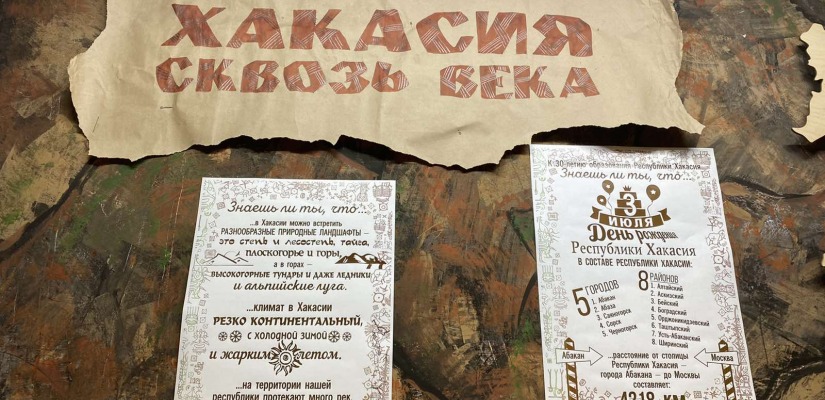 ХАКАСИЯ
СКВОЗЬ ВЕКА
Знаешь ли ты, что...
...в Хакасии можно встретить
РАЗНООБРАЗНЫЕ ПРИРОДНЫЕ ЛАНДШАФТЫ –
это степь и лесостепь, тайга,
плоскогорье и горы,
а в горах –
ВЫСОКОГОРНЫЕ ТУНДРЫ И ДАЖЕ ЛЕДНИКИ
и альпийские луга.
...климат в Хакасии
РЕЗКО КОНТИНЕНТАЛЬНЫЙ,
с холодной зимой
и жарким летом.
...на территории нашей
республики протекают много рек
К 30-летию образования Республики Хакасия
Знаешь ли ты, что...
3
ИЮЛЯ
День рождения
Республики Хакасия
В СОСТАВЕ РЕСПУБЛИКИ ХАКАСИИ:
5 ГОРОДОВ
1. Абакан
2. Абаза
3. Саяногорск
4. Сорск
5. Черногорск
8 РАЙОНОВ
1. Алтайский
2. Аскизский
3. Бейский
4. Боградский
5. Орджоникидзевский
6. Таштыпский
7. Усть-Абаканский
8. Ширинский
Абакан
Москва
...расстояние от столицы
Республики Хакасия –
города Абакана – до Москвы
составляет:
4218 КМ